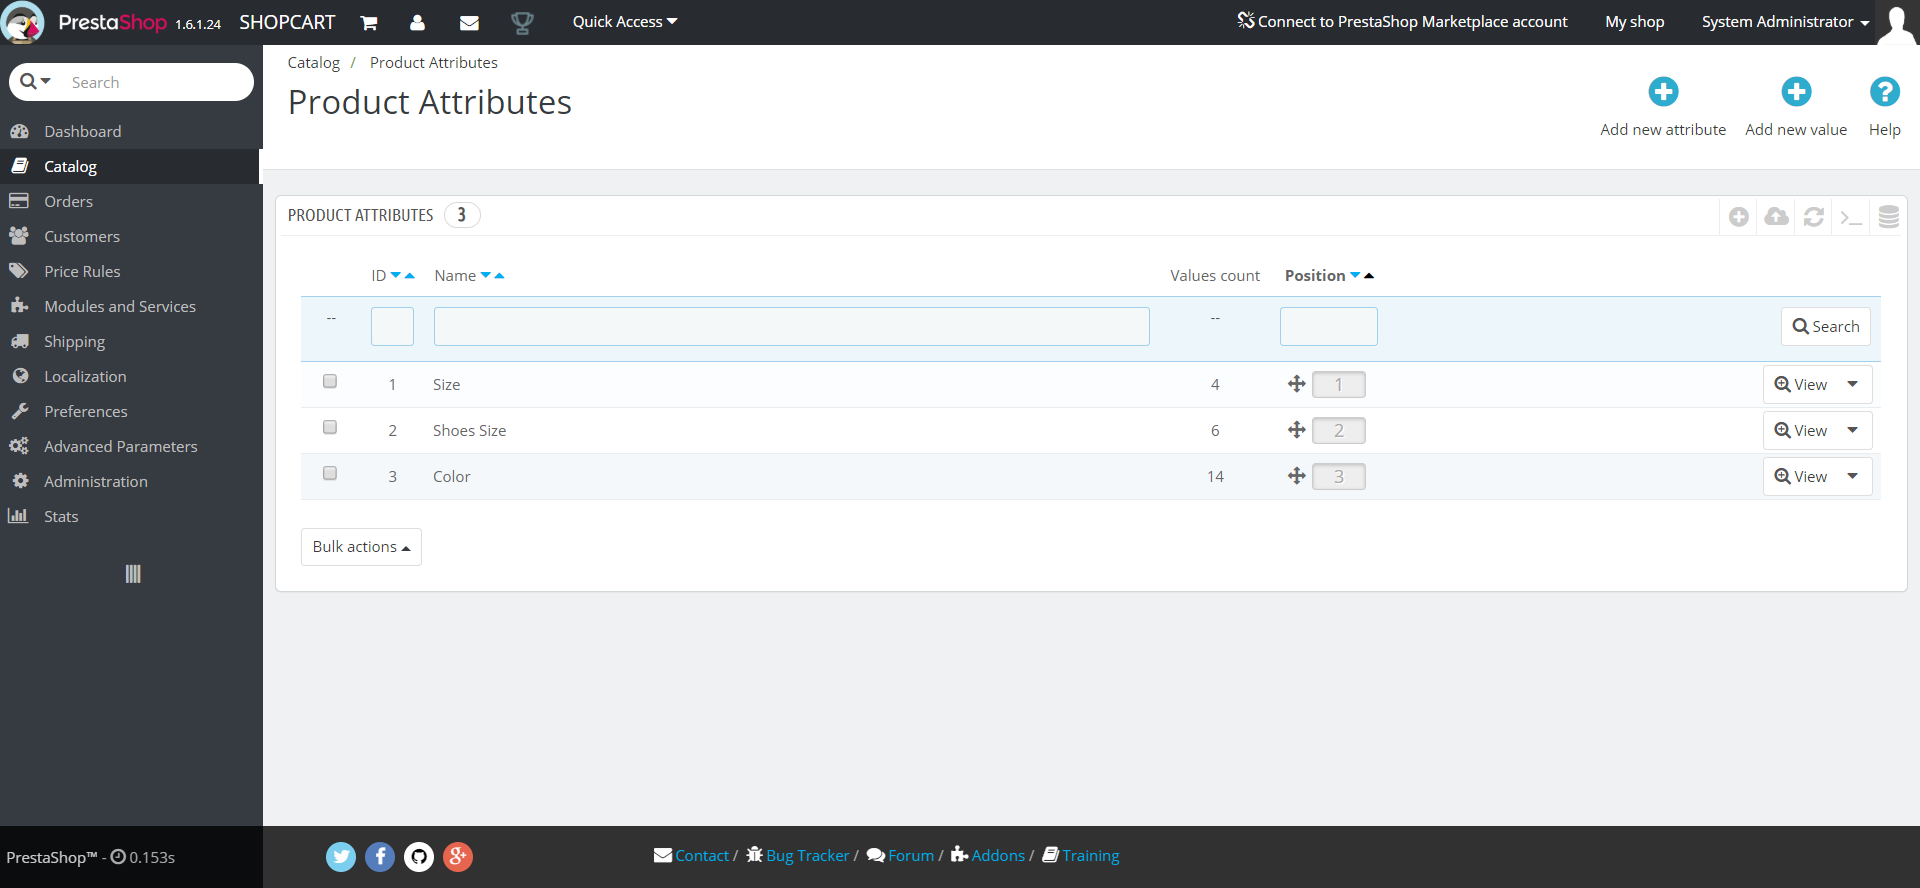 PrestaShop 1.6.1.24 SHOPCART Quick Access Connect to PrestaShop Marketplace account My shop System Administrator
Search
Dashboard
Catalog
Orders
Customers
Price Rules
Modules and Services
Shipping
Localization
Preferences
Advanced Parameters
Administration
Stats
Catalog / Product Attributes
Product Attributes
Add new attribute Add new value Help
PRODUCT ATTRIBUTES 3
ID Name Values count Position
-- -- Search
1 Size 4 1 View
2 Shoes Size 6 2 View
3 Color 14 3 View
Bulk actions
PrestaShop™ - 0.153s
Contact / Bug Tracker / Forum / Addons / Training